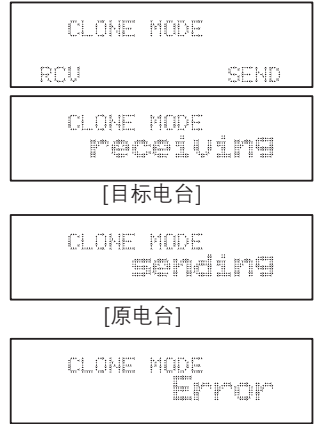 CLONE MODE
RCV SEND
CLONE MODE
receiving
[目标电台]
CLONE MODE
sending
[原电台]
CLONE MODE
Error